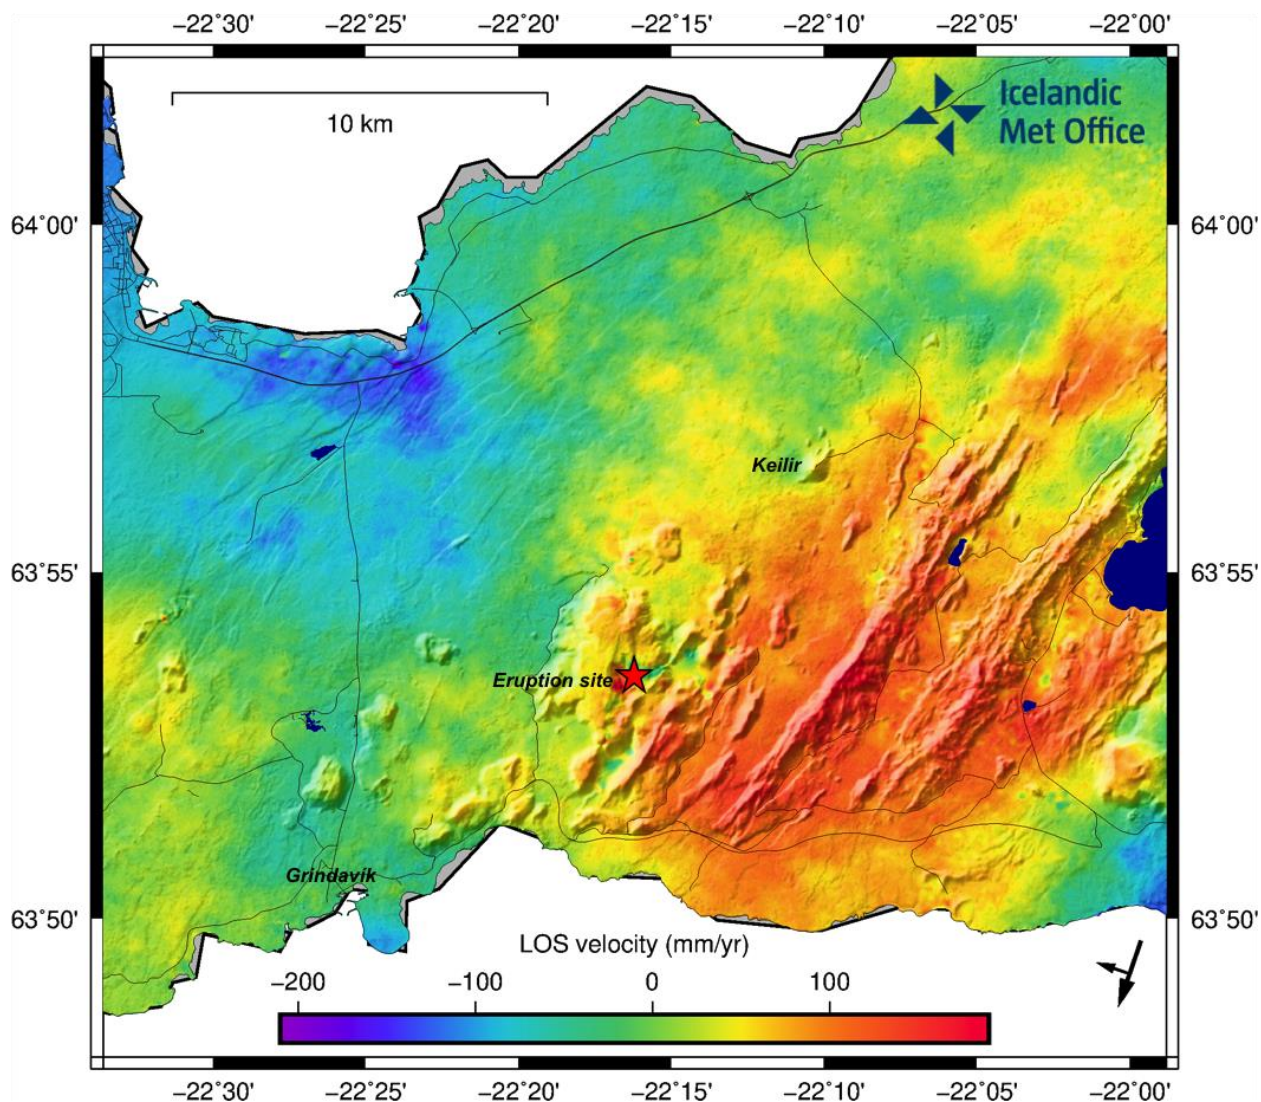 −22˚30' −22˚25' −22˚20' −22˚15' −22˚10' −22˚05' −22˚00'
Icelandic
Met Office
10 km
64˚00' 64˚00'
Keilir
63˚55' 63˚55'
Eruption site
Grindavík
63˚50' 63˚50'
LOS velocity (mm/yr)
−200 −100 0 100
−22˚30' −22˚25' −22˚20' −22˚15' −22˚10' −22˚05' −22˚00'